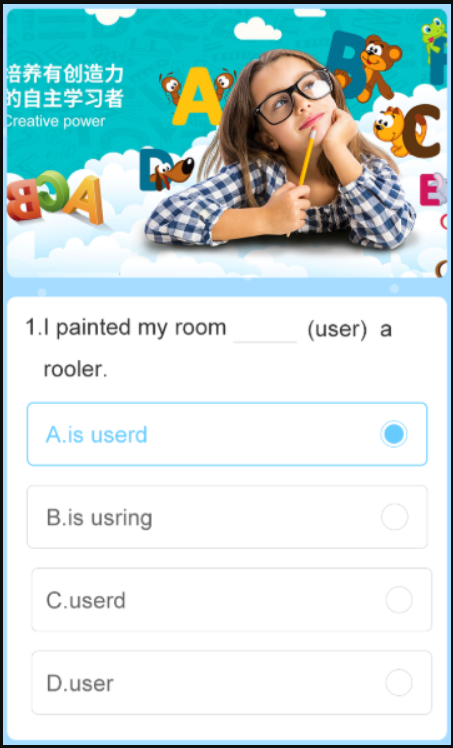 培养有创造力
的自主学习者
Creative power
A
B
C
D
E
A C B
1.I painted my room ______ (user) a
rooler.
A.is userd
B.is usring
C.userd
D.user